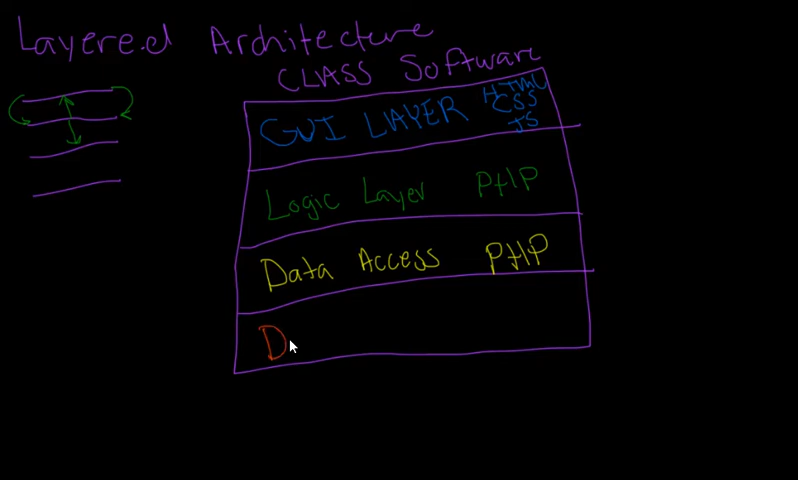 Layered Architecture
CLASS Software
GUI LAYER HTML CSS JS
Logic Layer PHP
Data Access PHP
D